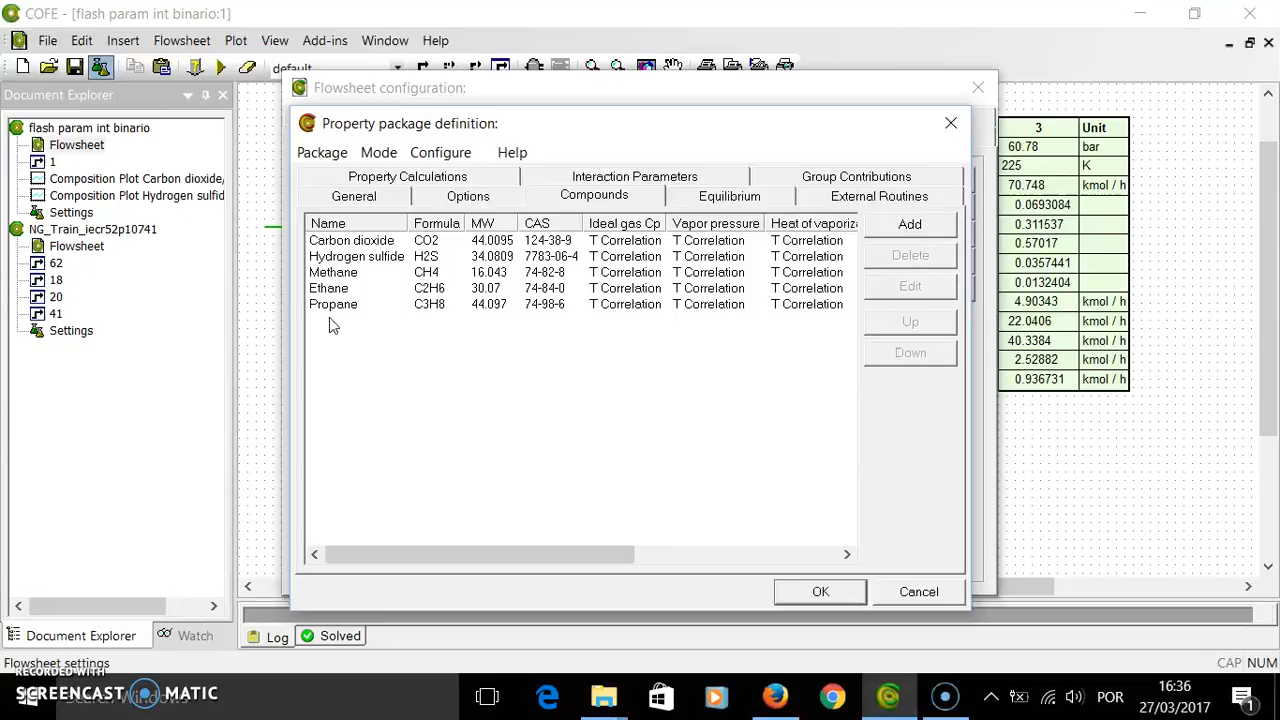 COFE - [flash param int binario:1]
File Edit Insert Flowsheet Plot View Add-ins Window Help
default
Document Explorer
flash param int binario
Flowsheet
1
Composition Plot Carbon dioxide,
Composition Plot Hydrogen sulfid
Settings
NG_Train_iecr52p10741
Flowsheet
62
18
20
41
Settings
Document Explorer Watch
Flowsheet configuration:
Property package definition:
Package Mode Configure Help
Property Calculations Interaction Parameters Group Contributions
General Options Compounds Equilibrium External Routines
Name Formula MW CAS Ideal gas Cp Vapor pressure Heat of vaporiz
Carbon dioxide CO2 44.0095 124-38-9 T Correlation T Correlation T Correlation
Hydrogen sulfide H2S 34.0809 7783-06-4 T Correlation T Correlation T Correlation
Methane CH4 16.043 74-82-8 T Correlation T Correlation T Correlation
Ethane C2H6 30.07 74-84-0 T Correlation T Correlation T Correlation
Propane C3H8 44.097 74-98-6 T Correlation T Correlation T Correlation
Add
Delete
Edit
Up
Down
OK Cancel
3 Unit
60.78 bar
225 K
70.748 kmol / h
0.0693084
0.311537
0.57017
0.0357441
0.0132404
4.90343 kmol / h
22.0406 kmol / h
40.3384 kmol / h
2.52882 kmol / h
0.936731 kmol / h
Log Solved
Flowsheet settings CAP NUM
RECORDED WITH
SCREENCAST MATIC
POR 16:36
27/03/2017
1